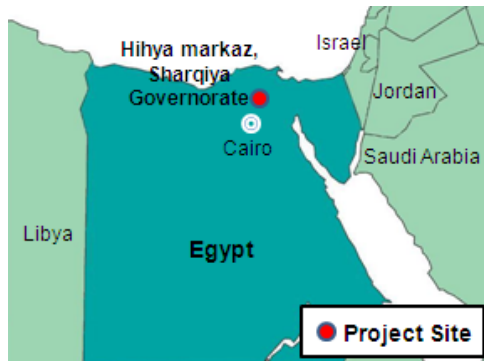 Hihya markaz,
Sharqiya
Governorate
Israel
Jordan
Cairo
Saudi Arabia
Libya
Egypt
Project Site